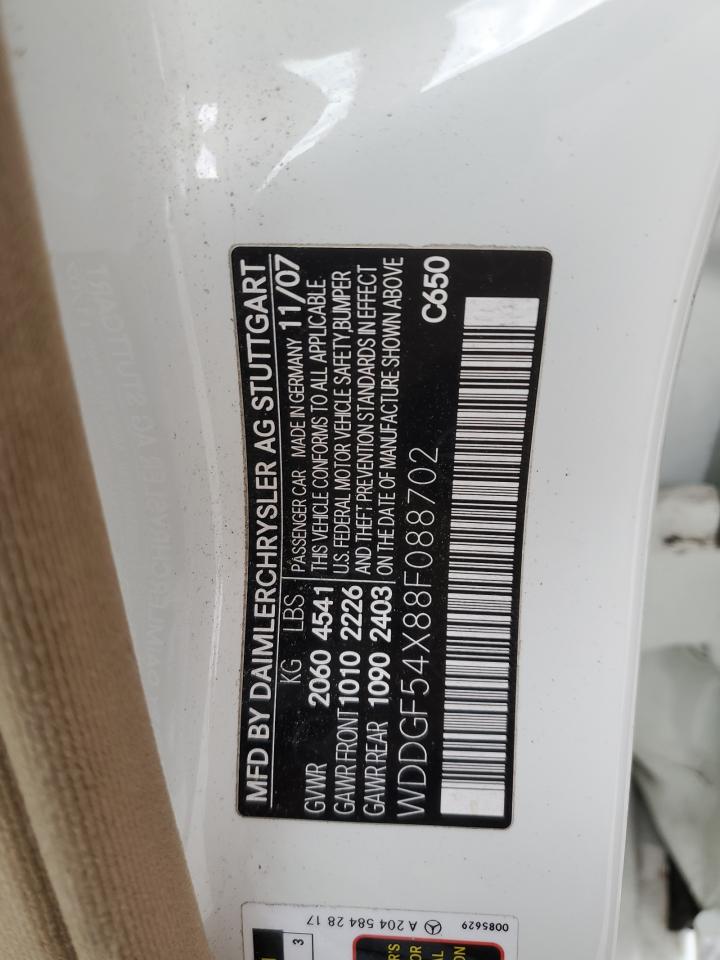 MFD BY DAIMLERCHRYSLER AG STUTTGART
KG LBS PASSENGER CAR MADE IN GERMANY 11/07
GVWR 2060 4541 THIS VEHICLE CONFORMS TO ALL APPLICABLE
GAWR FRONT 1010 2226 U.S. FEDERAL MOTOR VEHICLE SAFETY, BUMPER
GAWR REAR 1090 2403 AND THEFT PREVENTION STANDARDS IN EFFECT
ON THE DATE OF MANUFACTURE SHOWN ABOVE
WDDGF54X88F088702 C650
3
A 204 584 28 17
0085629